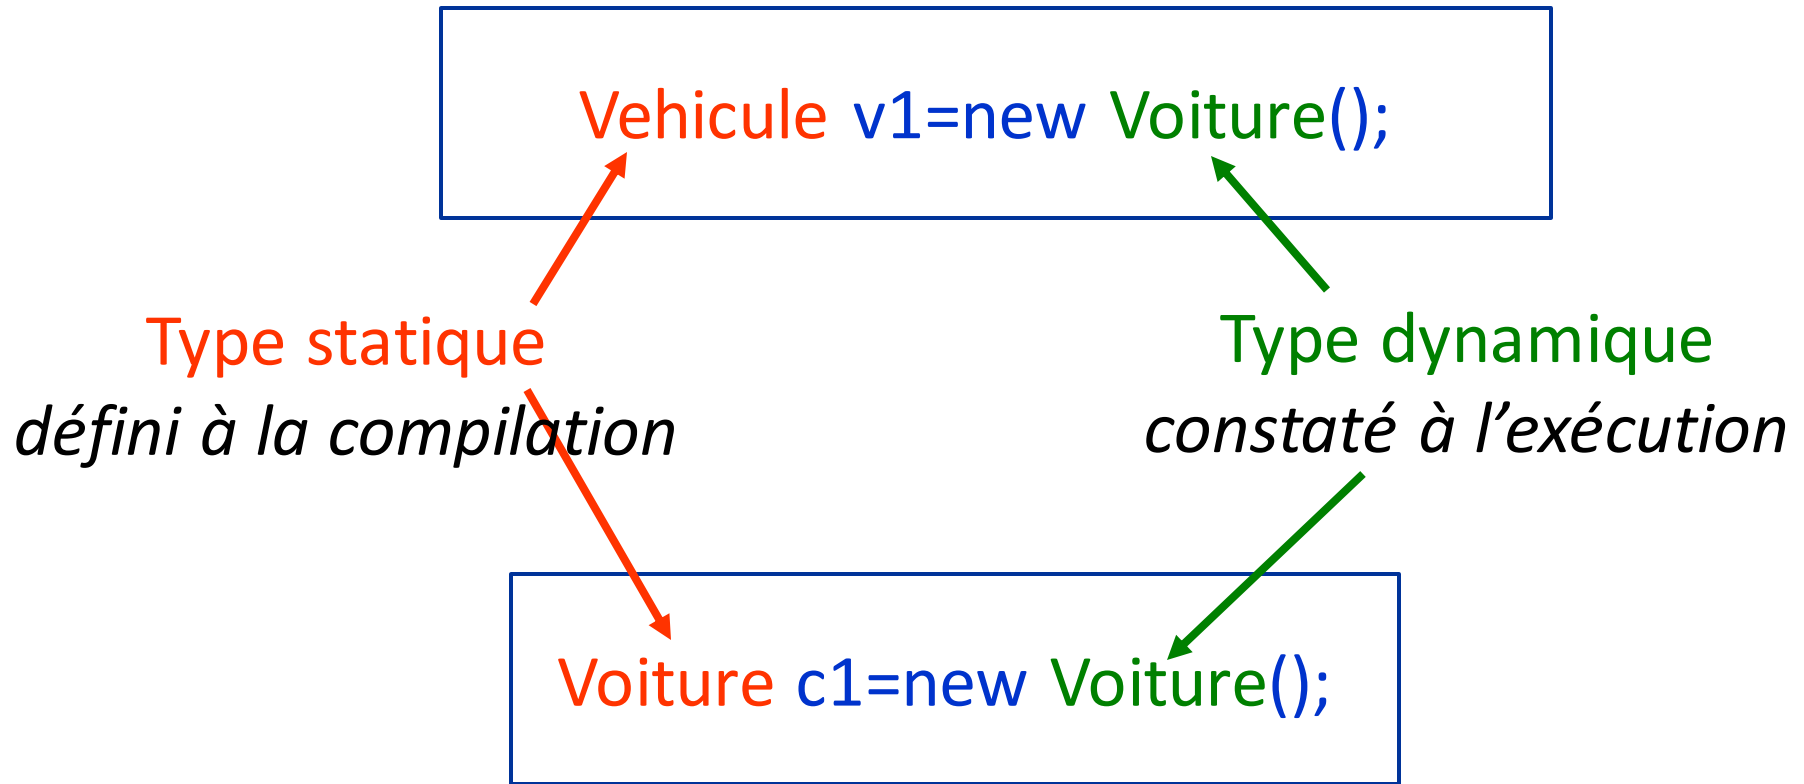 Vehicule v1=new Voiture();
Type statique
défini à la compilation
Type dynamique
constaté à l’exécution
Voiture c1=new Voiture();